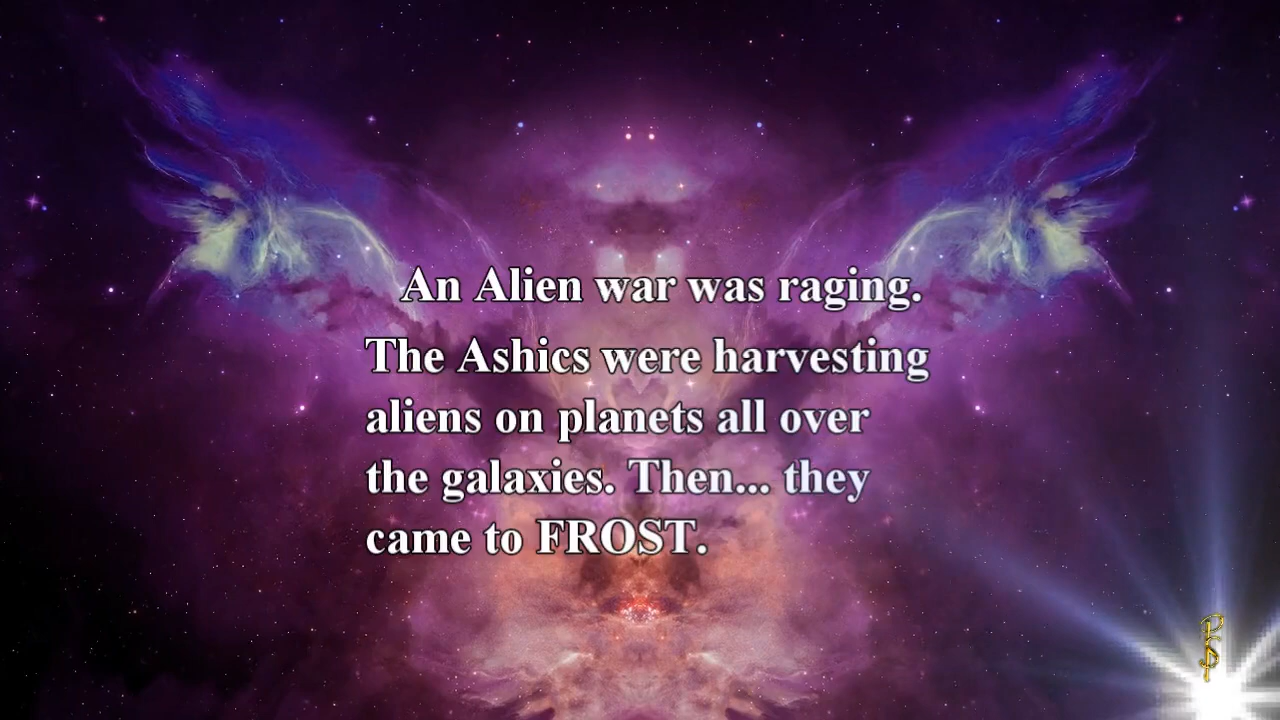 An Alien war was raging.
The Ashics were harvesting
aliens on planets all over
the galaxies. Then... they
came to FROST.